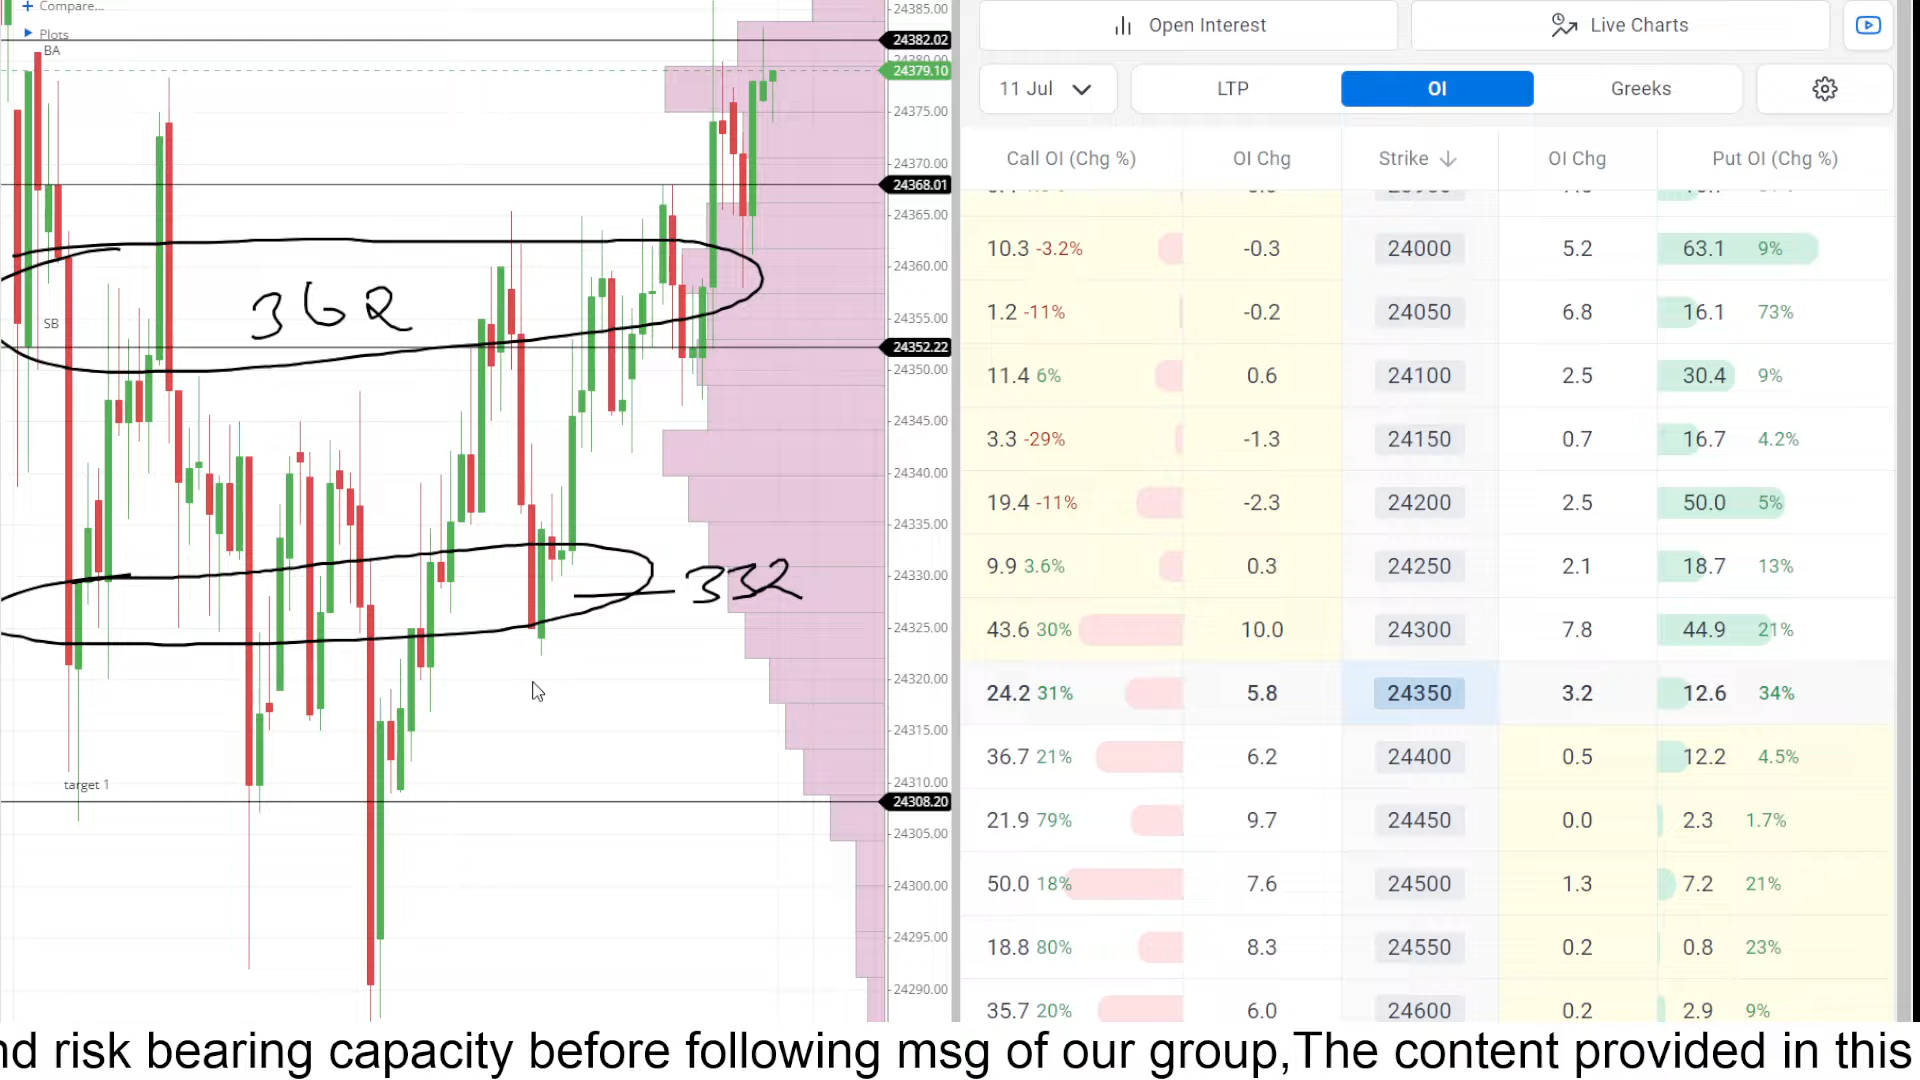 Compare...
Plots
BA
SB
362
332
target 1
24385.00
24382.02
24379.10
24375.00
24370.00
24368.01
24365.00
24360.00
24355.00
24352.22
24350.00
24345.00
24340.00
24335.00
24330.00
24325.00
24320.00
24315.00
24310.00
24308.20
24305.00
24300.00
24295.00
24290.00
Open Interest Live Charts
11 Jul LTP OI Greeks
Call OI (Chg %) OI Chg Strike OI Chg Put OI (Chg %)
10.3 -3.2% -0.3 24000 5.2 63.1 9%
1.2 -11% -0.2 24050 6.8 16.1 73%
11.4 6% 0.6 24100 2.5 30.4 9%
3.3 -29% -1.3 24150 0.7 16.7 4.2%
19.4 -11% -2.3 24200 2.5 50.0 5%
9.9 3.6% 0.3 24250 2.1 18.7 13%
43.6 30% 10.0 24300 7.8 44.9 21%
24.2 31% 5.8 24350 3.2 12.6 34%
36.7 21% 6.2 24400 0.5 12.2 4.5%
21.9 79% 9.7 24450 0.0 2.3 1.7%
50.0 18% 7.6 24500 1.3 7.2 21%
18.8 80% 8.3 24550 0.2 0.8 23%
35.7 20% 6.0 24600 0.2 2.9 9%
nd risk bearing capacity before following msg of our group,The content provided in this